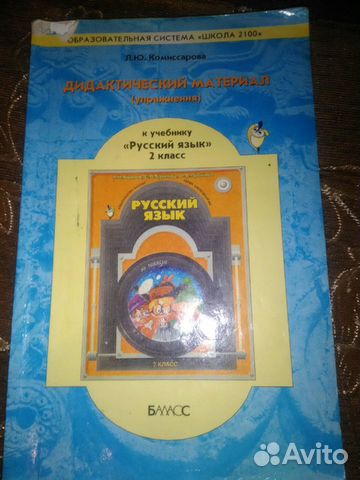 ОБРАЗОВАТЕЛЬНАЯ СИСТЕМА «ШКОЛА 2100»
Л.Ю. Комиссарова
ДИДАКТИЧЕСКИЙ МАТЕРИАЛ
(упражнения)
к учебнику
«Русский язык»
2 класс
РУССКИЙ
ЯЗЫК
2 КЛАСС
БАЛАСС
Avito